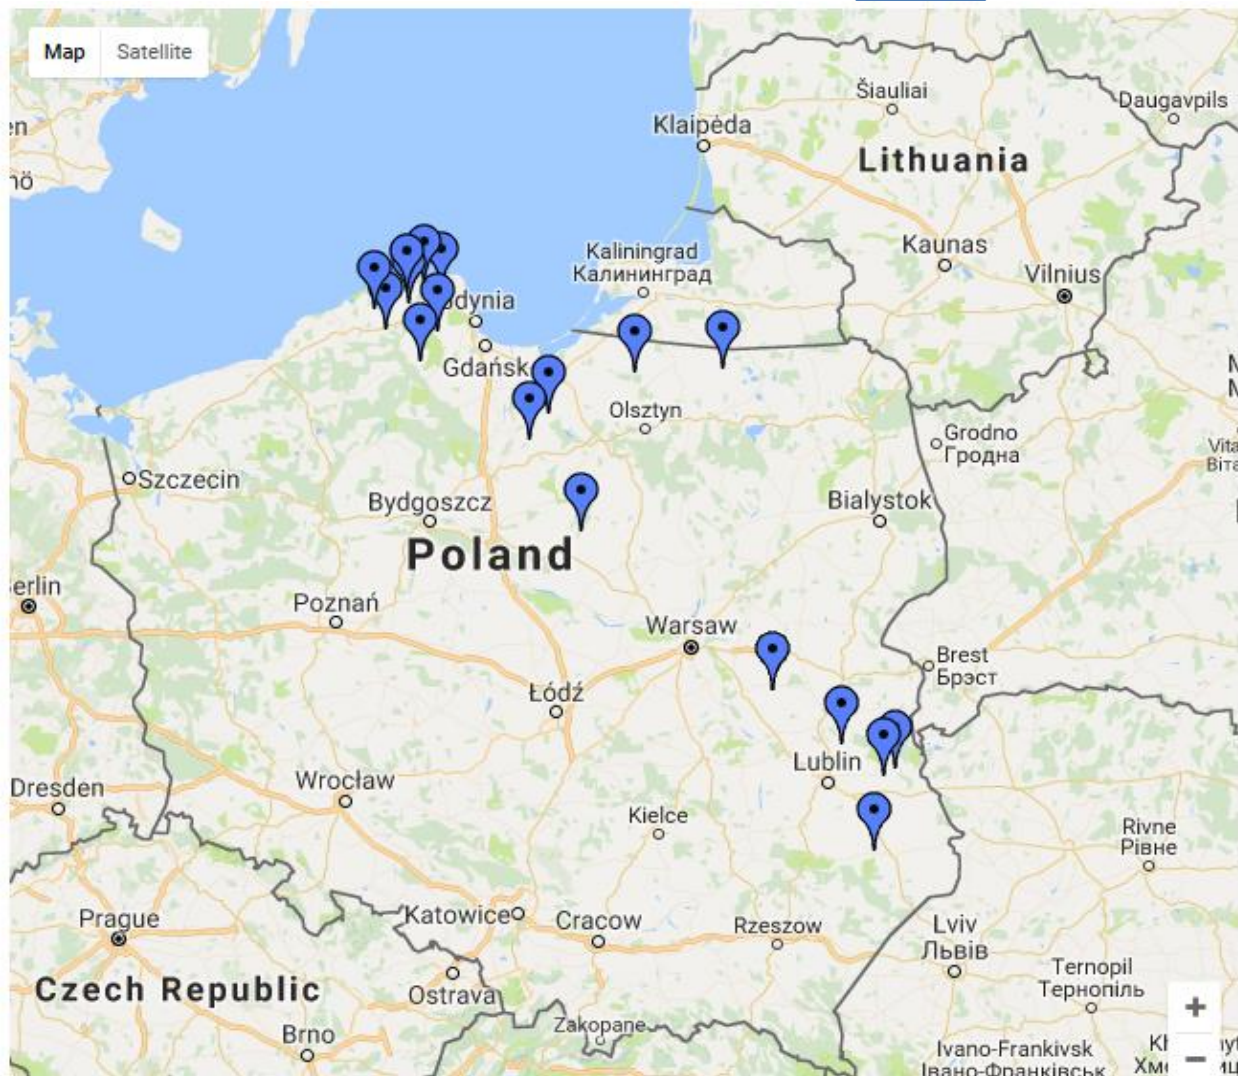 Map Satellite
Šiauliai
Daugavpils
Klaipėda
Lithuania
Kaunas
Kaliningrad
Калининград
Vilnius
Gdańsk
Olsztyn
Grodno
Гродна
Szczecin
Bydgoszcz
Bialystok
Poland
Poznań
Warsaw
Brest
Брэст
Łódź
Lublin
Dresden
Wrocław
Kielce
Rivne
Рівне
Prague
Katowice
Cracow
Rzeszow
Lviv
Львів
Czech Republic
Ostrava
Ternopil
Тернопіль
Zakopane
Brno
Ivano-Frankivsk
Івано-Франківськ
+
−